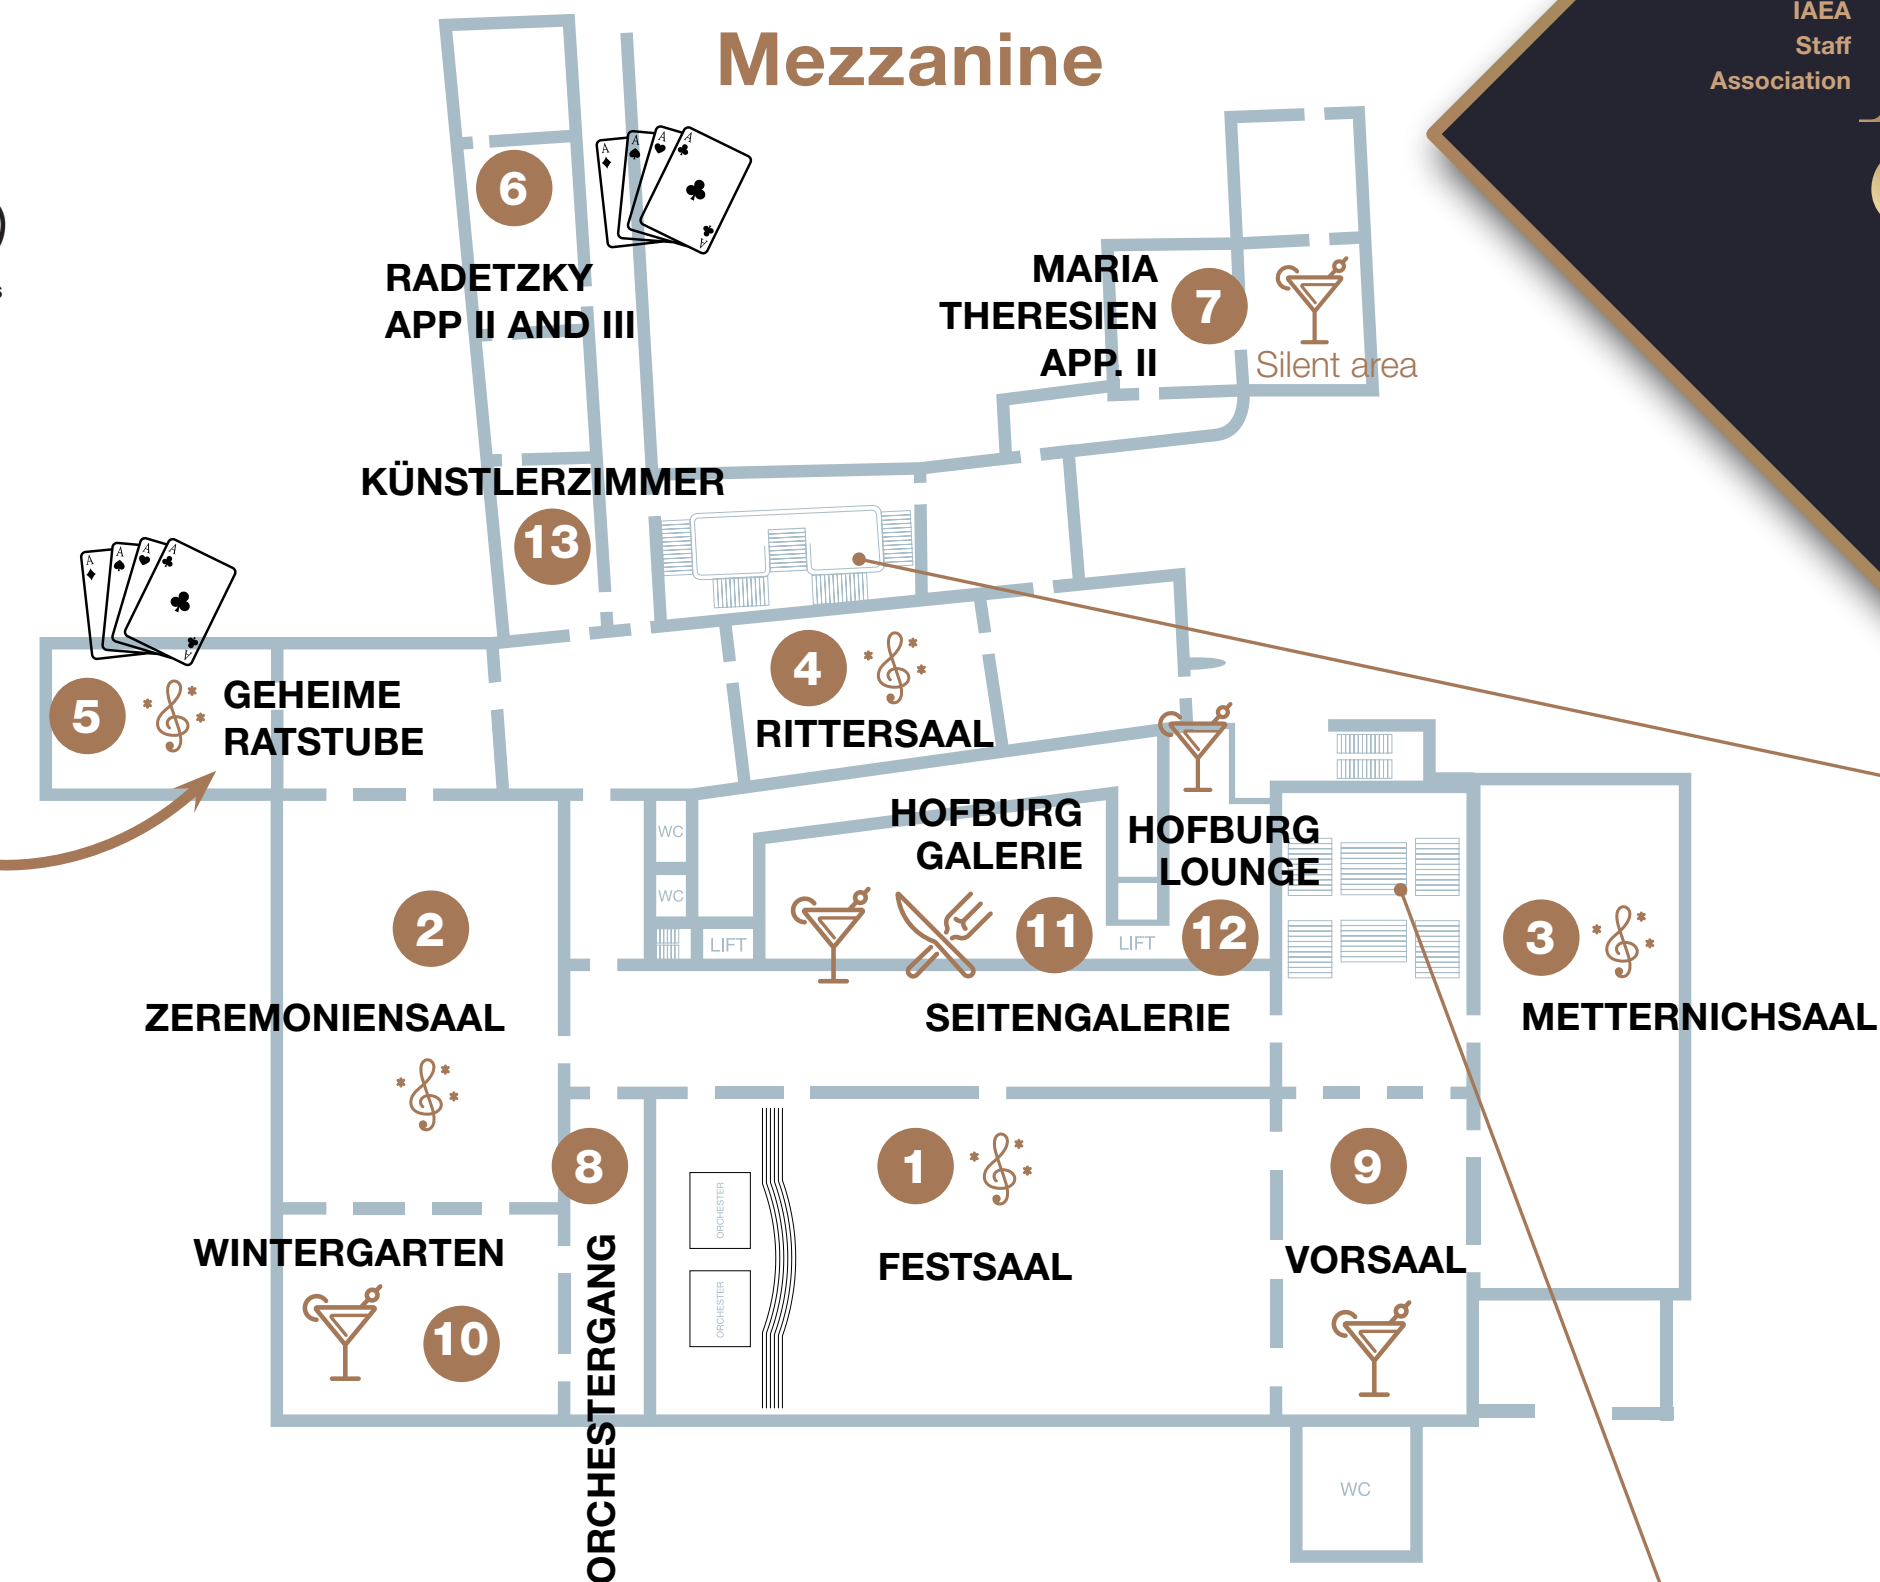 Mezzanine
IAEA
Staff
Association
6
RADETZKY
APP II AND III
MARIA
THERESIEN
APP. II
7
Silent area
KÜNSTLERZIMMER
13
5
GEHEIME
RATSTUBE
4
RITTERSAAL
WC
WC
LIFT
HOFBURG
GALERIE
11
HOFBURG
LOUNGE
LIFT
12
2
ZEREMONIENSAAL
SEITENGALERIE
3
METTERNICHSAAL
8
ORCHESTERGANG
ORCHESTER
ORCHESTER
1
FESTSAAL
9
VORSAAL
WINTERGARTEN
10
WC